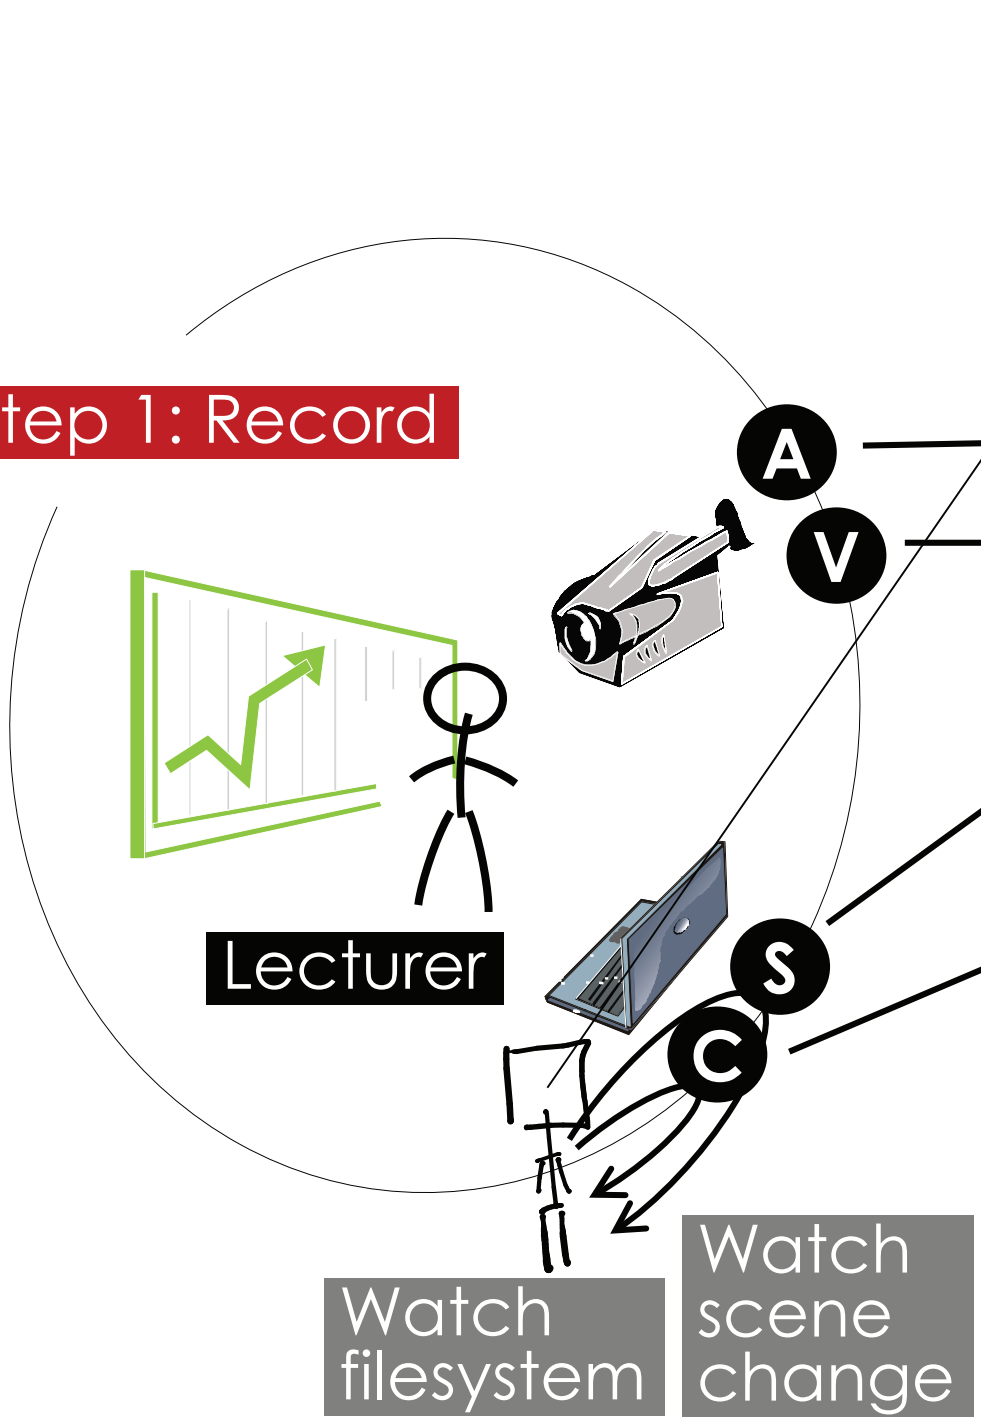 tep 1: Record
A
V
Lecturer
S
C
Watch
filesystem
Watch
scene
change